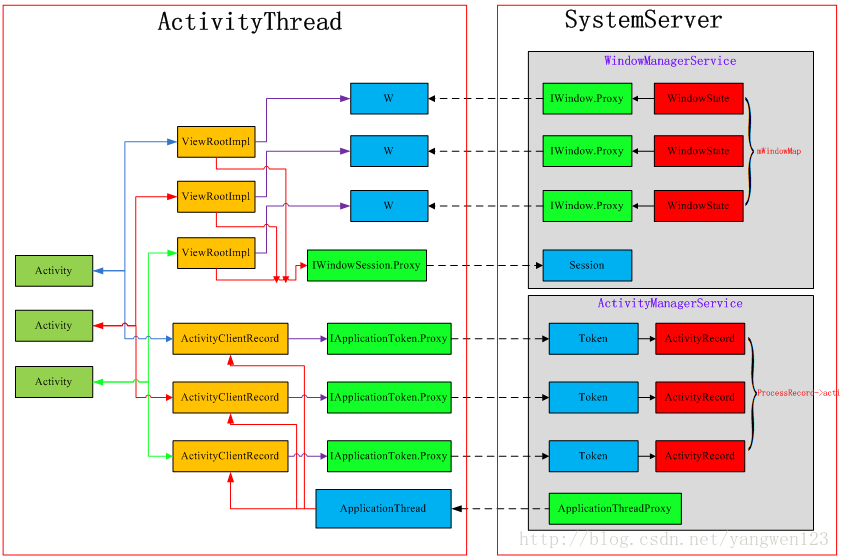 ActivityThread
SystemServer
WindowManagerService
W
IWindow.Proxy
WindowState
ViewRootImpl
W
IWindow.Proxy
WindowState
mWindowMap
ViewRootImpl
W
IWindow.Proxy
WindowState
ViewRootImpl
IWindowSession.Proxy
Session
Activity
ActivityManagerService
Activity
ActivityClientRecord
IApplicationToken.Proxy
Token
ActivityRecord
Activity
ActivityClientRecord
IApplicationToken.Proxy
Token
ActivityRecord
ProcessRecord->acti
ActivityClientRecord
IApplicationToken.Proxy
Token
ActivityRecord
ApplicationThread
ApplicationThreadProxy
http://blog.csdn.net/yangwen123